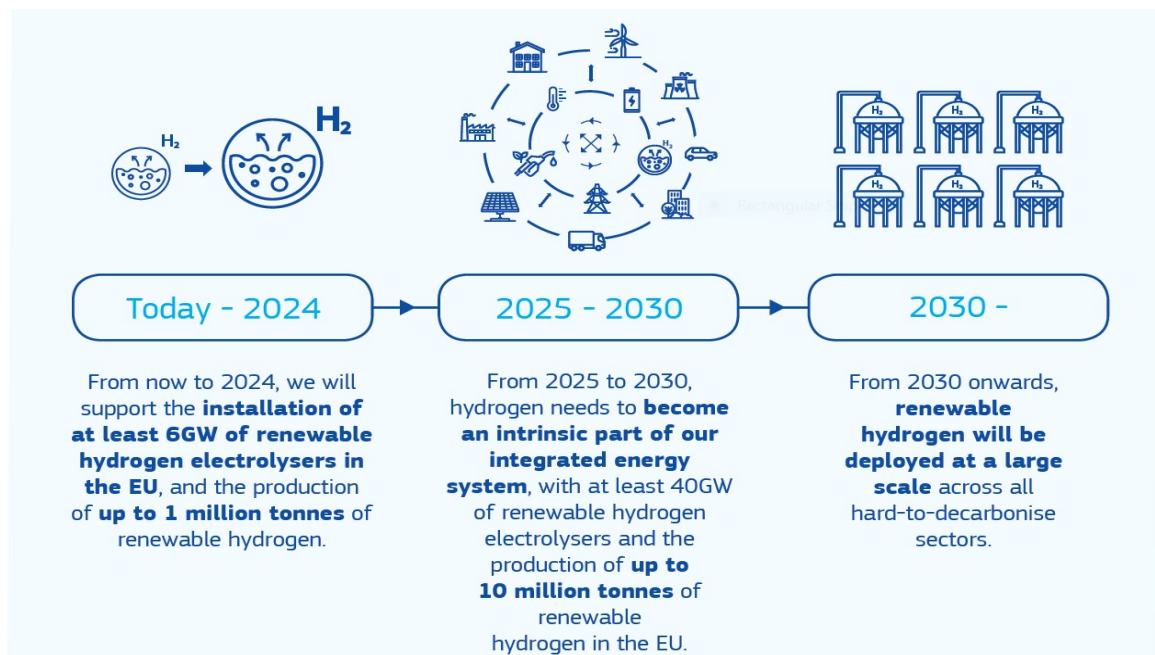 H₂
H₂
H₂
H₂
H₂
H₂
H₂
H₂
H₂
Today - 2024
2025 - 2030
2030 -
From now to 2024, we will
support the installation of
at least 6GW of renewable
hydrogen electrolysers in
the EU, and the production
of up to 1 million tonnes of
renewable hydrogen.
From 2025 to 2030,
hydrogen needs to become
an intrinsic part of our
integrated energy
system, with at least 40GW
of renewable hydrogen
electrolysers and the
production of up to
10 million tonnes of
renewable
hydrogen in the EU.
From 2030 onwards,
renewable
hydrogen will be
deployed at a large
scale across all
hard-to-decarbonise
sectors.
Rectangular